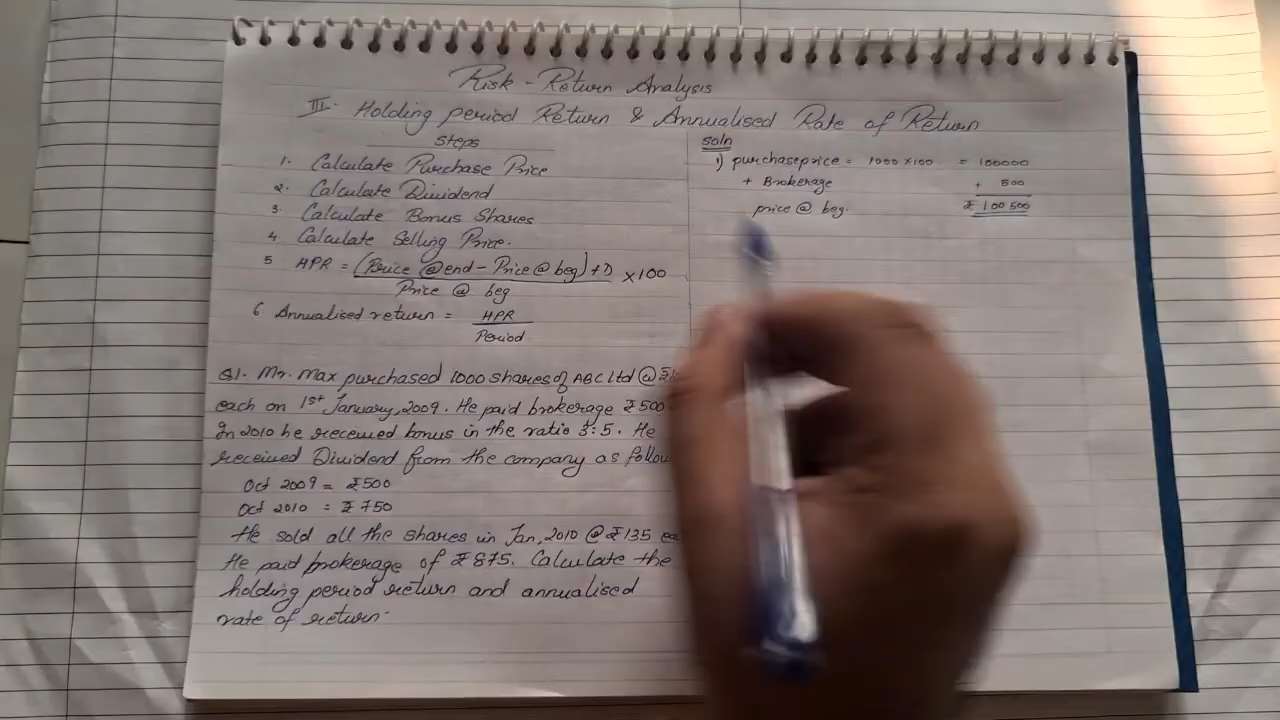 Risk - Return Analysis
III. Holding period Return & Annualised Rate of Return
Steps
1. Calculate Purchase Price
2. Calculate Dividend
3. Calculate Bonus Shares
4 Calculate Selling Price.
5 HPR = (Price @ end - Price @ beg) + D × 100
Price @ beg
6. Annualised return = HPR
Period.
Q1. Mr. Max purchased 1000 shares of ABC Ltd @
each on 1st January, 2009. He paid brokerage ₹500
In 2010 he received bonus in the ratio 3:5. He
received Dividend from the company as
Oct 2009 = ₹500
Oct 2010 = ₹750
He sold all the shares in Jan, 2010 @ ₹135
He paid brokerage of ₹875. Calculate the
holding period return and annualised
rate of return.
Soln
1) purchase price = 1000 × 100 = 100000
+ Brokerage + 500
price @ beg. ₹ 100 500